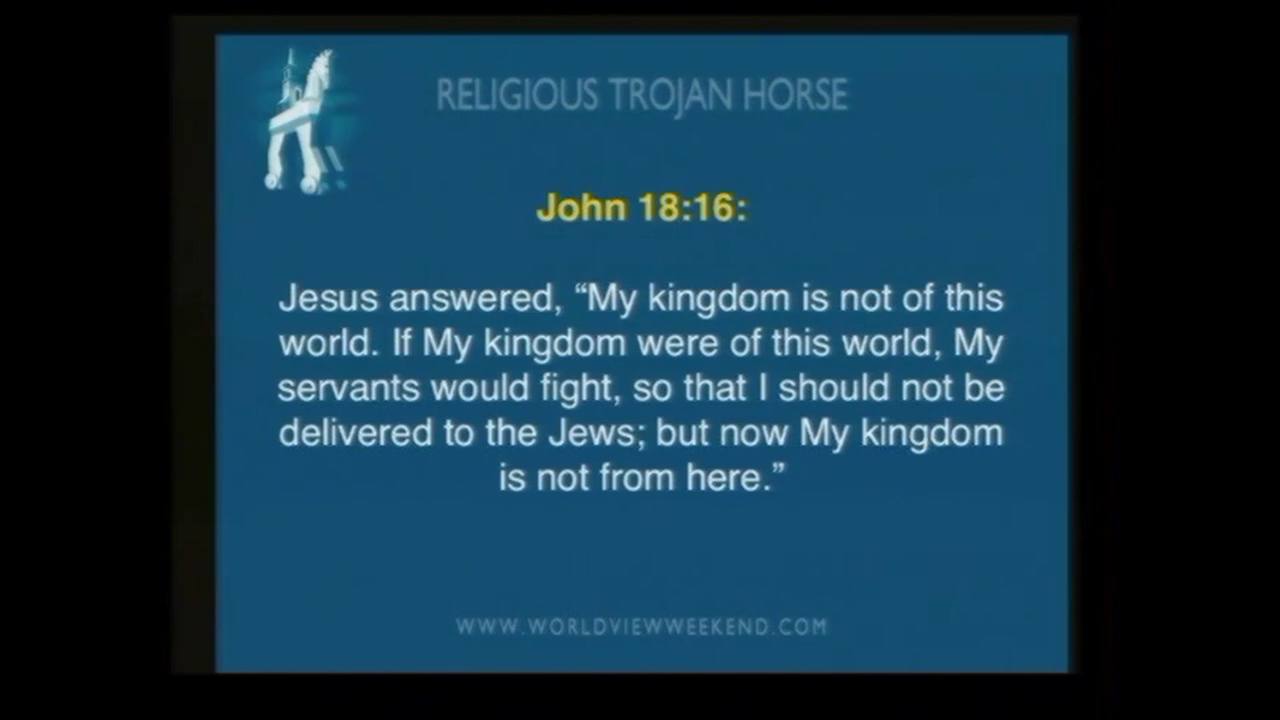 RELIGIOUS TROJAN HORSE
John 18:16:
Jesus answered, “My kingdom is not of this
world. If My kingdom were of this world, My
servants would fight, so that I should not be
delivered to the Jews; but now My kingdom
is not from here.”
WWW.WORLDVIEWWEEKEND.COM